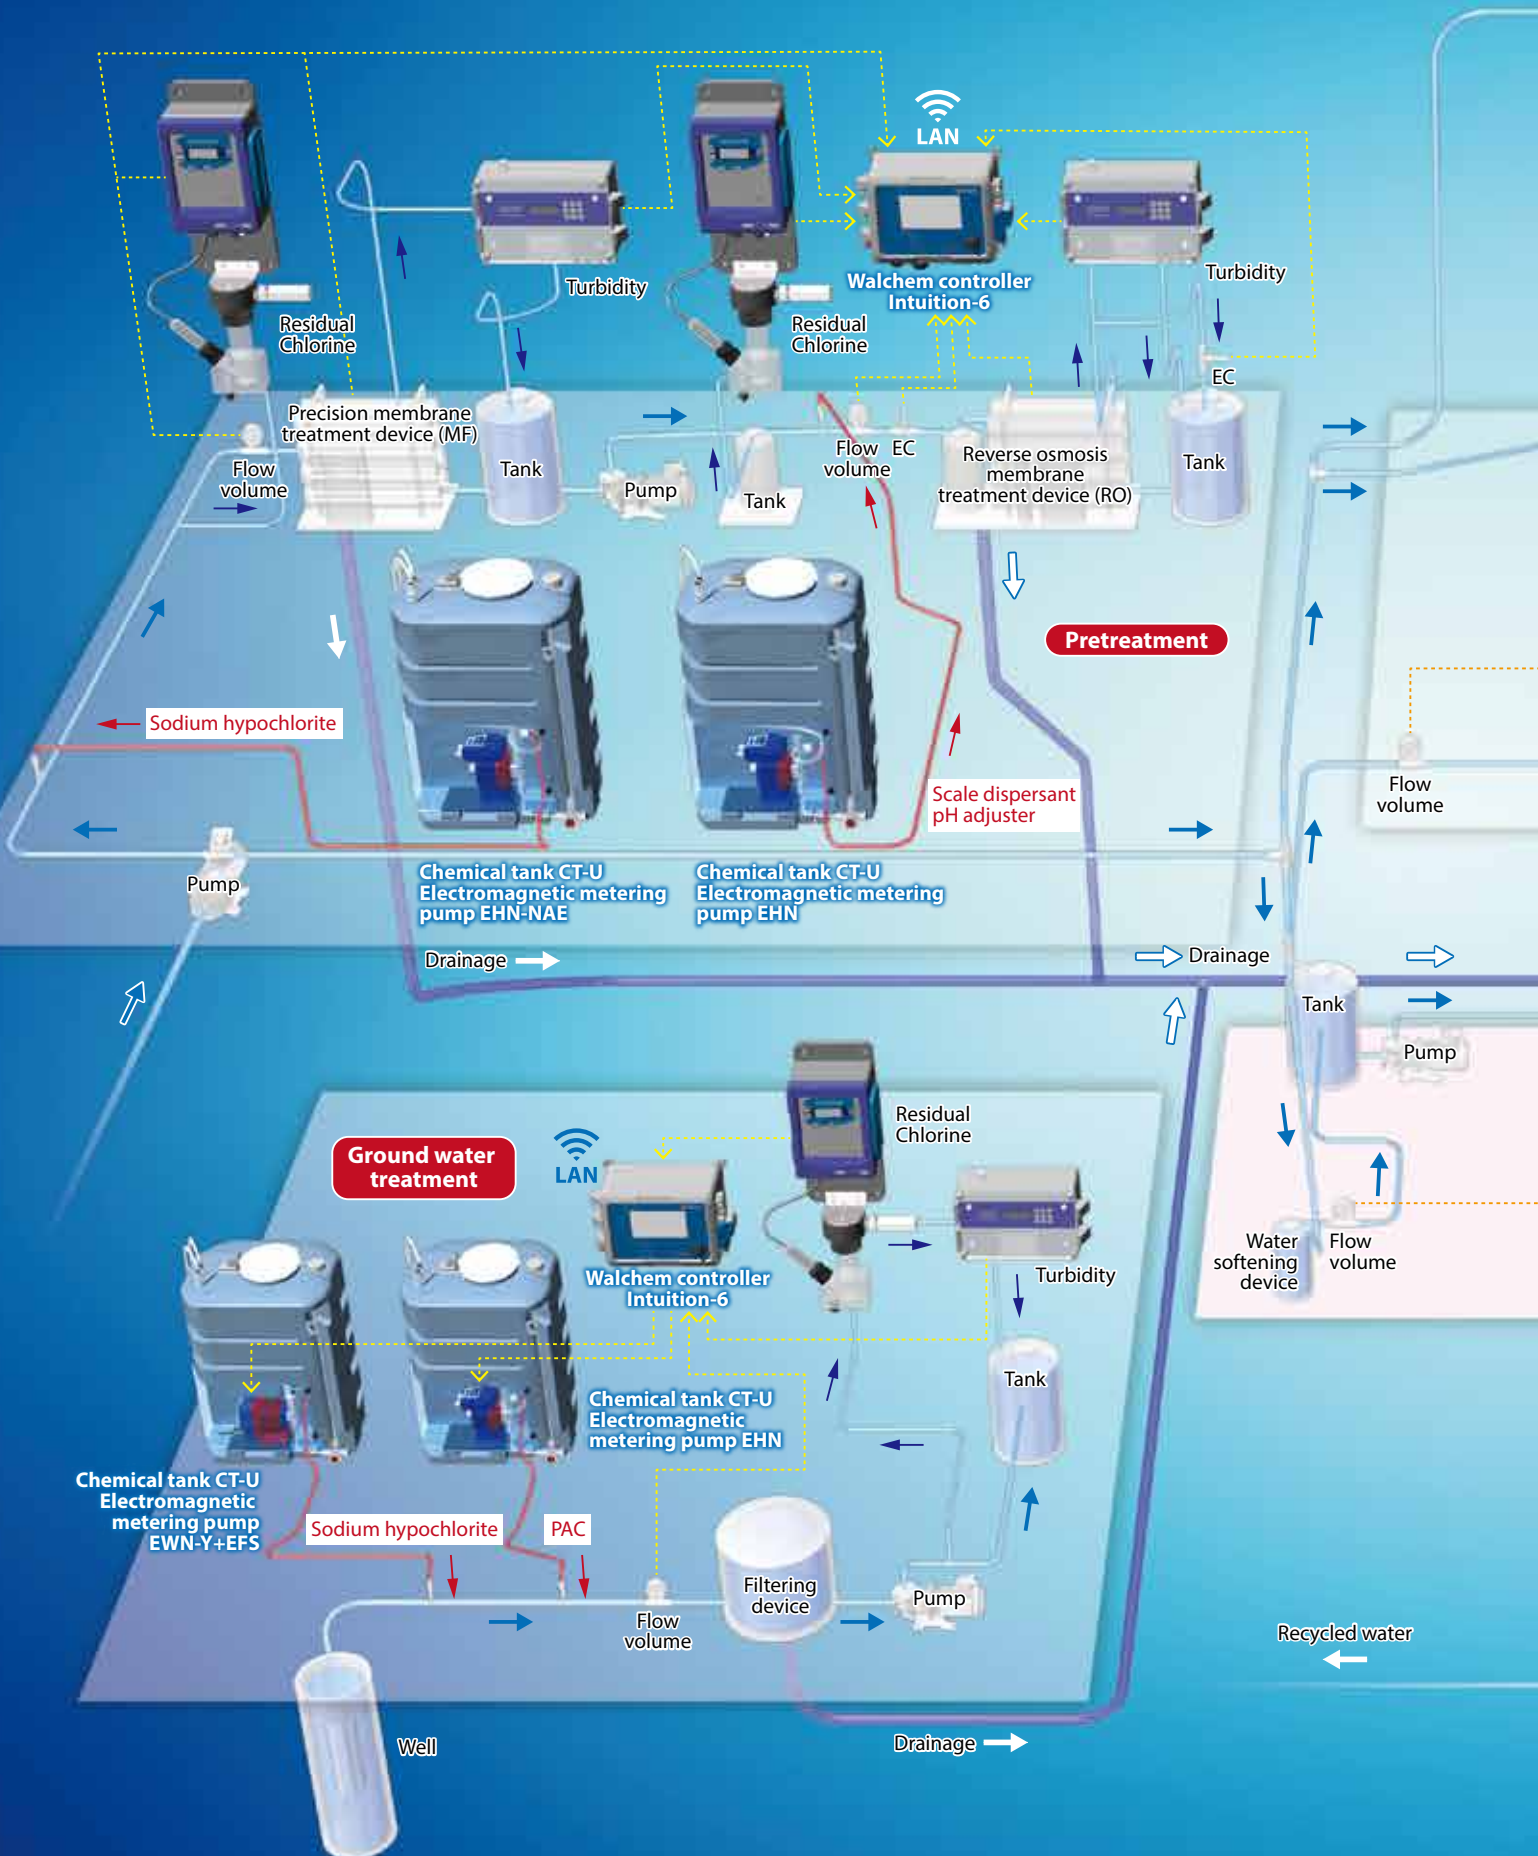 LAN
Turbidity
Turbidity
Walchem controller
Intuition-6
Residual
Chlorine
Residual
Chlorine
EC
Precision membrane
treatment device (MF)
Flow
volume
Tank
Pump
Tank
Flow
volume
EC
Reverse osmosis
membrane
treatment device (RO)
Tank
Pretreatment
Sodium hypochlorite
Scale dispersant
pH adjuster
Flow
volume
Pump
Chemical tank CT-U
Electromagnetic metering
pump EHN-NAE
Chemical tank CT-U
Electromagnetic metering
pump EHN
Drainage
Drainage
Tank
Pump
Ground water
treatment
LAN
Residual
Chlorine
Walchem controller
Intuition-6
Turbidity
Water
softening
device
Flow
volume
Tank
Chemical tank CT-U
Electromagnetic
metering pump EHN
Chemical tank CT-U
Electromagnetic
metering pump
EWN-Y+EFS
Sodium hypochlorite
PAC
Flow
volume
Filtering
device
Pump
Recycled water
Well
Drainage